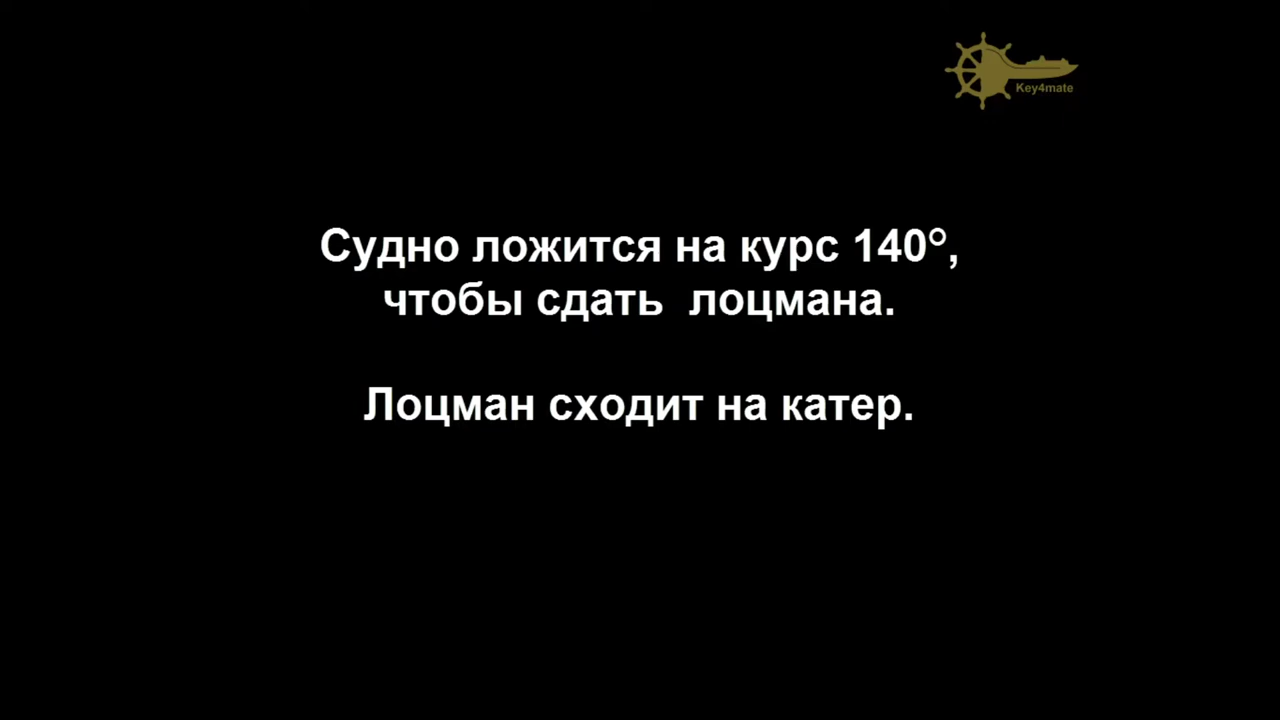 Key4mate
Судно ложится на курс 140°,
чтобы сдать  лоцмана.
Лоцман сходит на катер.